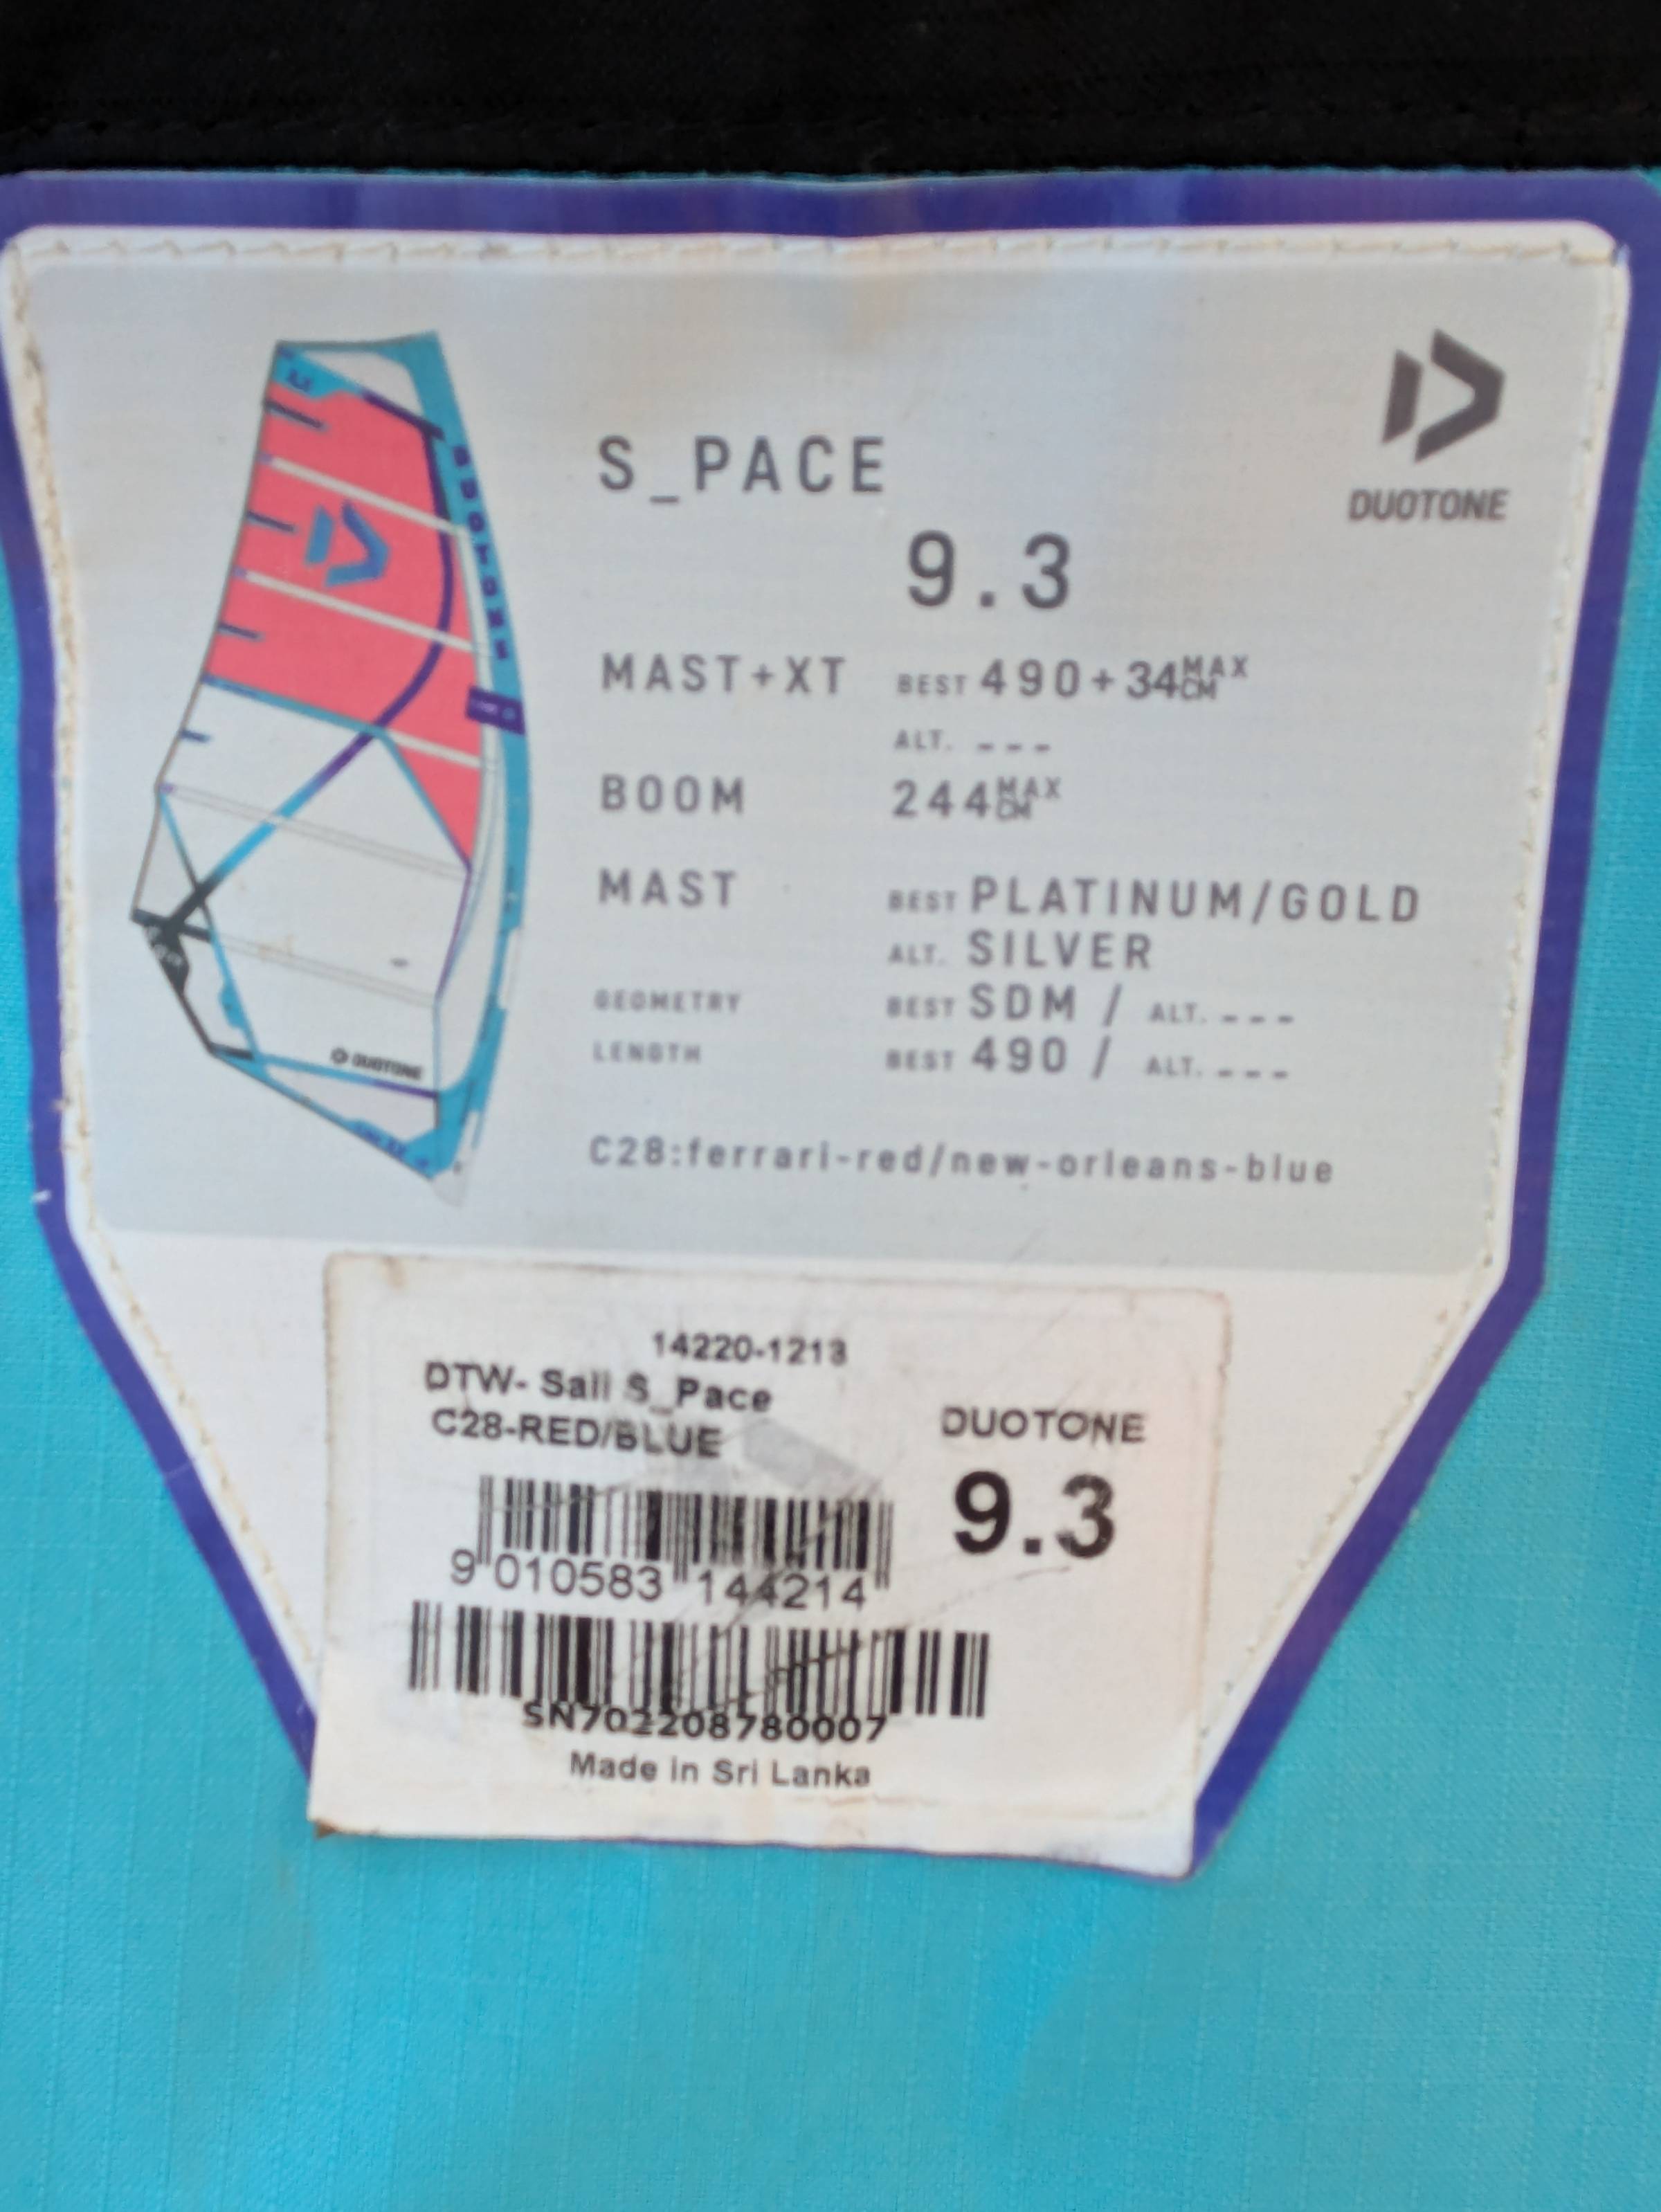 S_PACE
DUOTONE
9.3
MAST+XT BEST 490+34 MAX CM
ALT. ---
BOOM 244 MAX CM
MAST BEST PLATINUM/GOLD
ALT. SILVER
GEOMETRY BEST SDM / ALT. ---
LENGTH BEST 490 / ALT. ---
C28:ferrari-red/new-orleans-blue
DUOTONE
14220-1213
DTW- Sail S_Pace
C28-RED/BLUE
DUOTONE
9.3
9 010583 144214
SN702208780007
Made in Sri Lanka